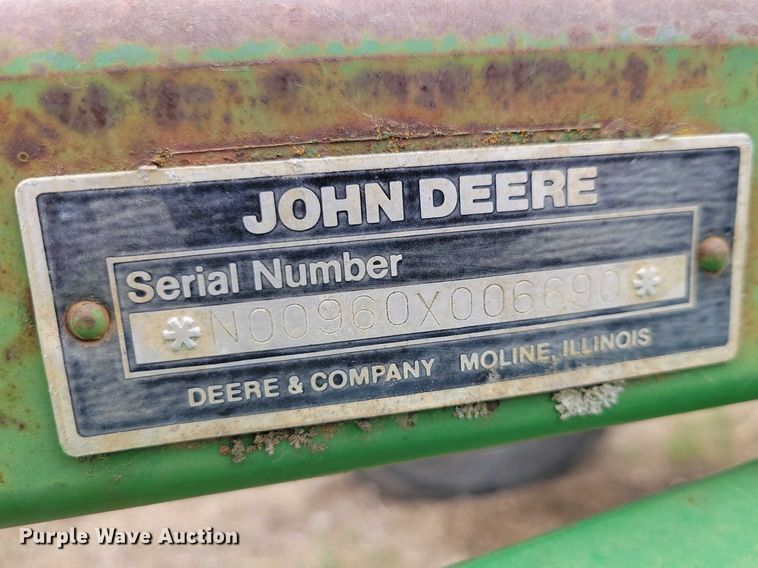 JOHN DEERE
Serial Number
*N00960X006690*
DEERE & COMPANY MOLINE, ILLINOIS
Purple Wave Auction